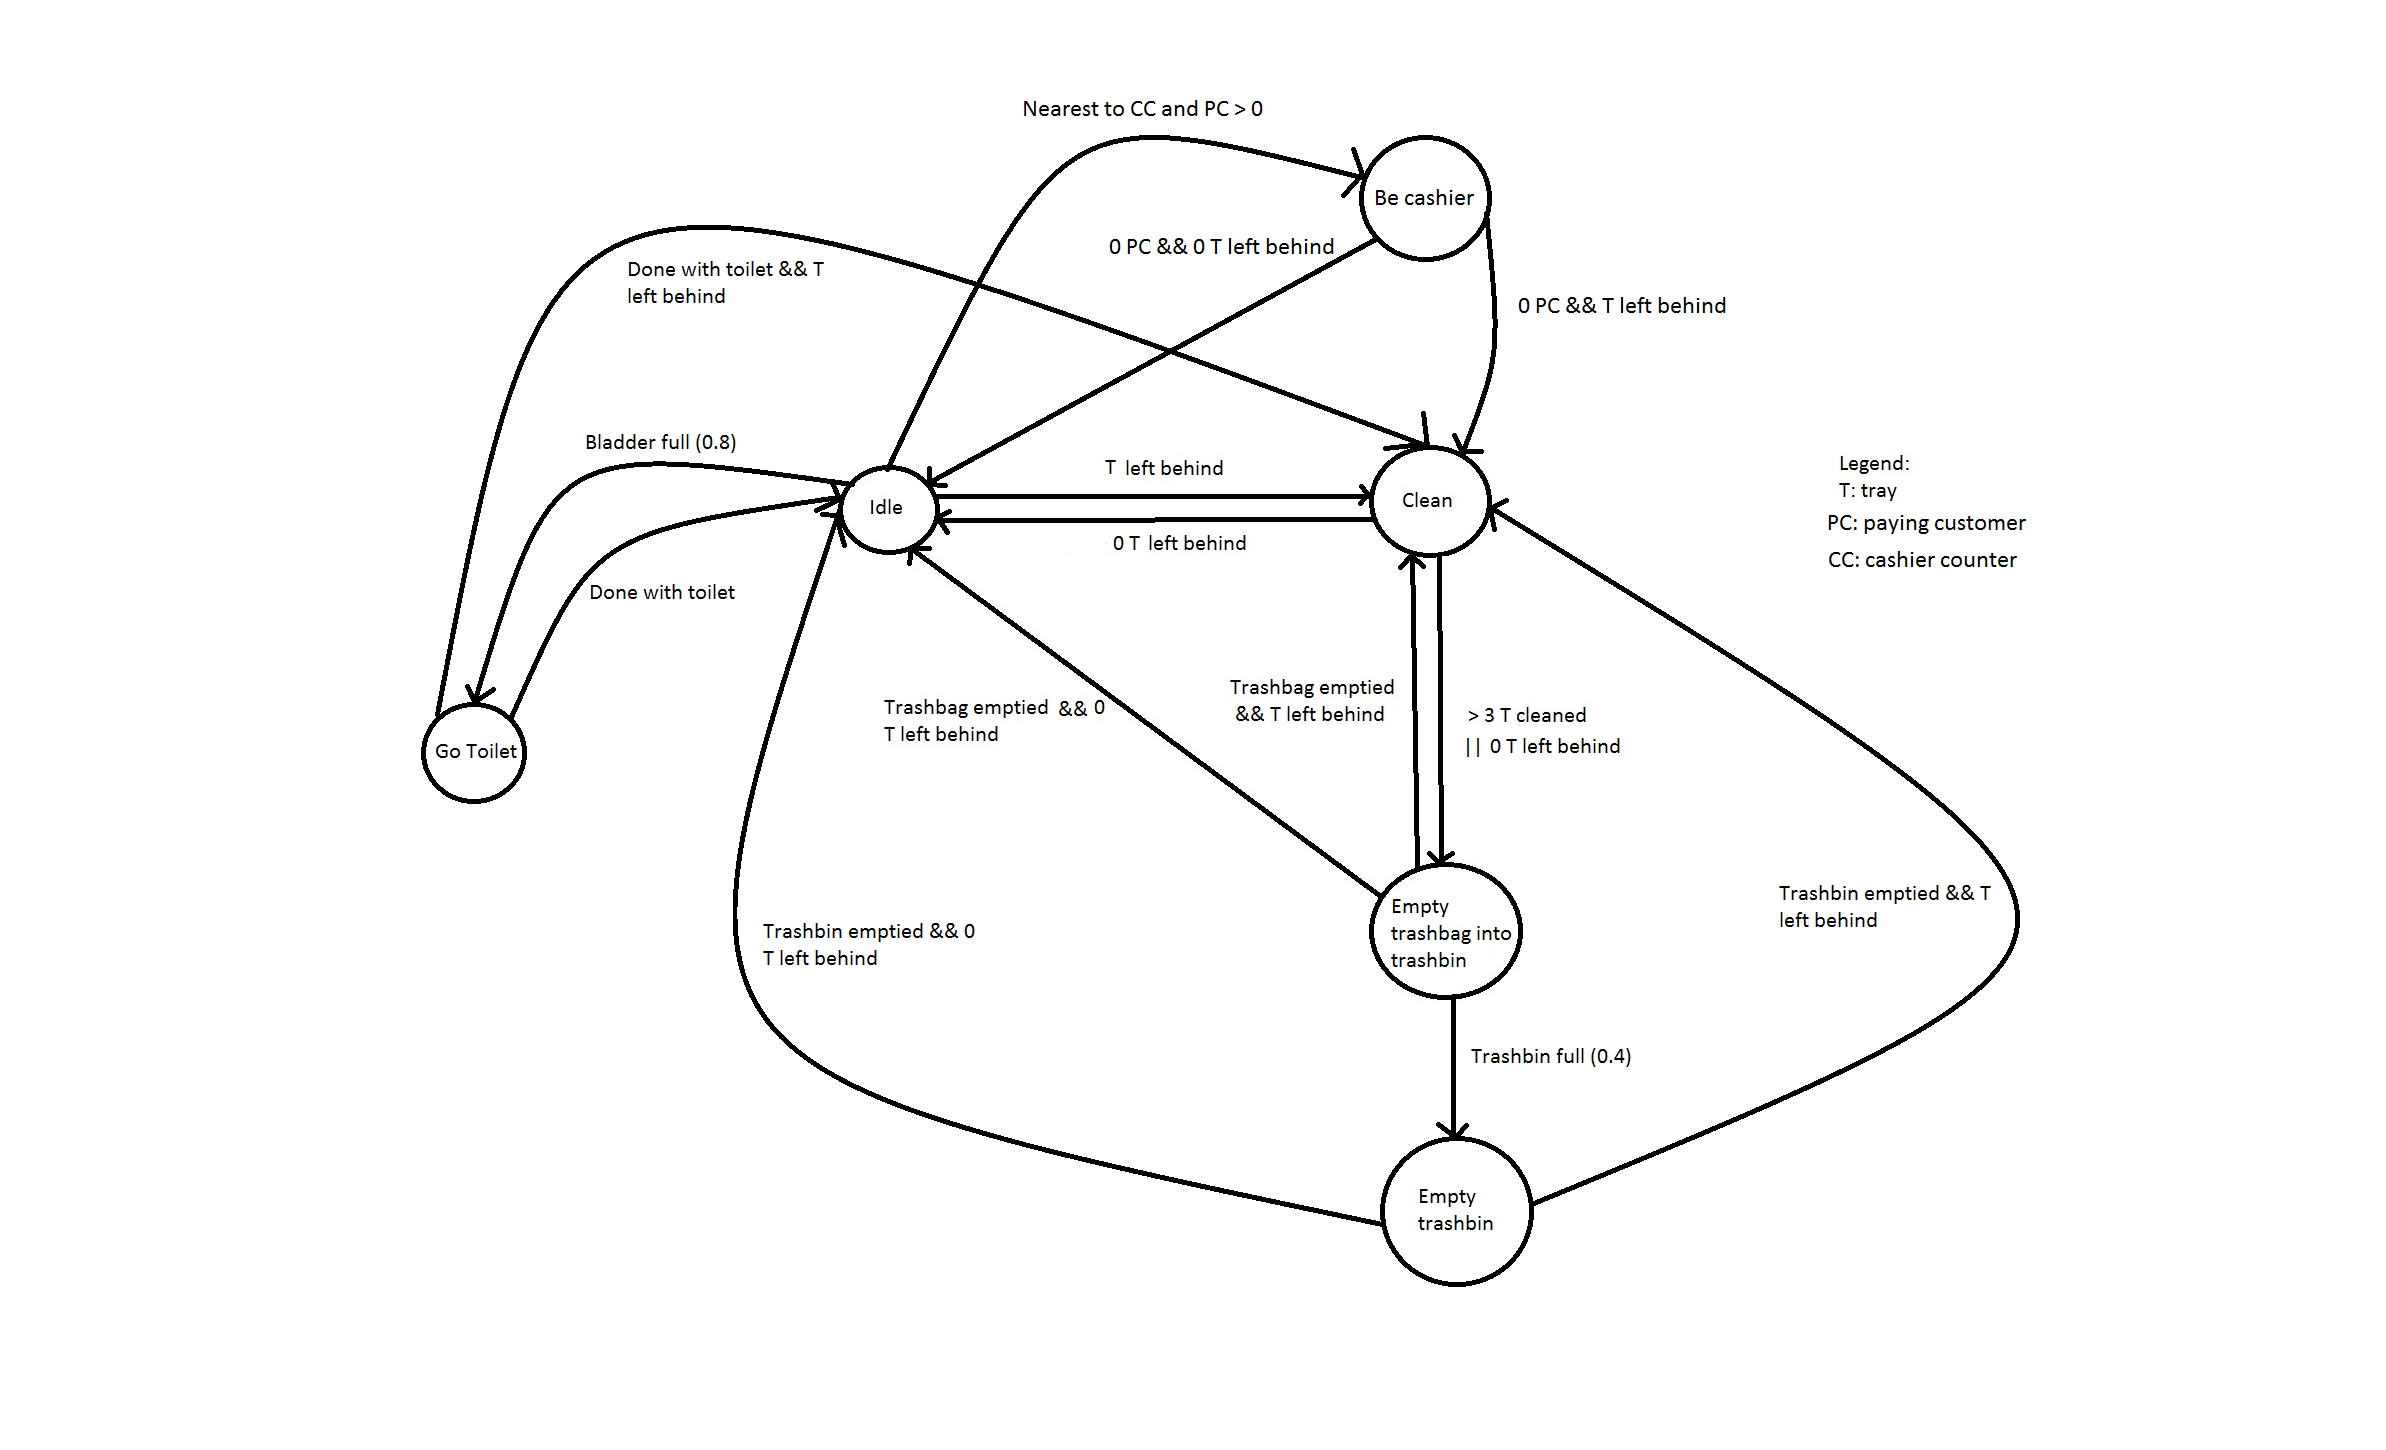 Nearest to CC and PC > 0
Be cashier
0 PC && 0 T left behind
Done with toilet && T
left behind
0 PC && T left behind
Bladder full (0.8)
T left behind
Idle
Clean
0 T left behind
Legend:
T: tray
PC: paying customer
CC: cashier counter
Done with toilet
Go Toilet
Trashbag emptied && 0
T left behind
Trashbag emptied
&& T left behind
> 3 T cleaned
|| 0 T left behind
Empty
trashbag into
trashbin
Trashbin emptied && T
left behind
Trashbin emptied && 0
T left behind
Trashbin full (0.4)
Empty
trashbin